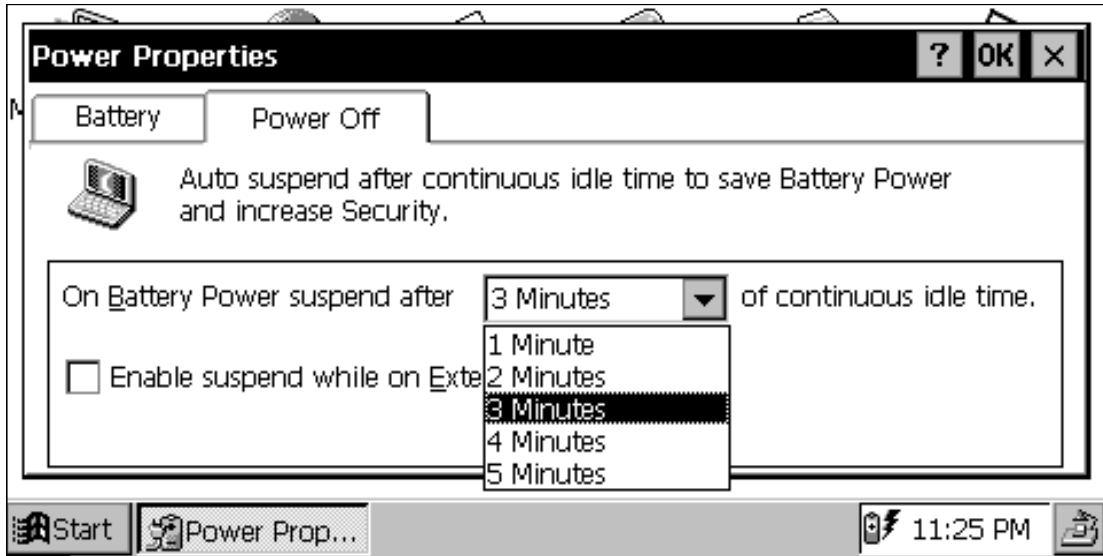 Power Properties ? OK ×
M
Battery Power Off
Auto suspend after continuous idle time to save Battery Power
and increase Security.
On Battery Power suspend after 3 Minutes of continuous idle time.
1 Minute
Enable suspend while on Exte 2 Minutes
3 Minutes
4 Minutes
5 Minutes
Start Power Prop... 11:25 PM